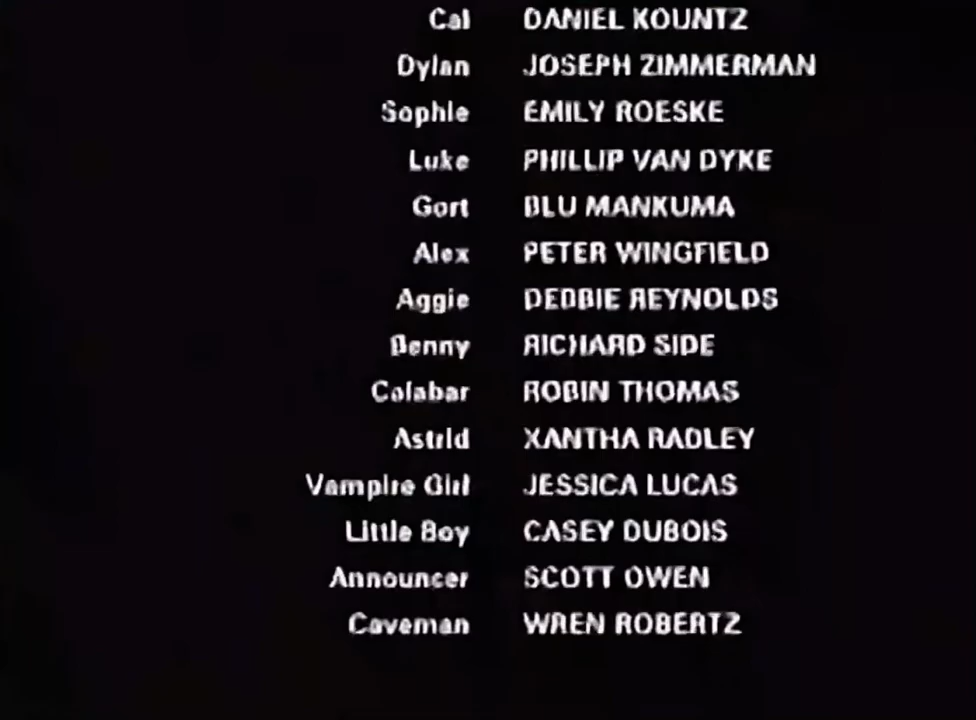 Cal DANIEL KOUNTZ
Dylan JOSEPH ZIMMERMAN
Sophie EMILY ROESKE
Luke PHILLIP VAN DYKE
Gort BLU MANKUMA
Alex PETER WINGFIELD
Aggie DEBBIE REYNOLDS
Benny RICHARD SIDE
Calabar ROBIN THOMAS
Astrid XANTHA RADLEY
Vampire Girl JESSICA LUCAS
Little Boy CASEY DUBOIS
Announcer SCOTT OWEN
Caveman WREN ROBERTZ